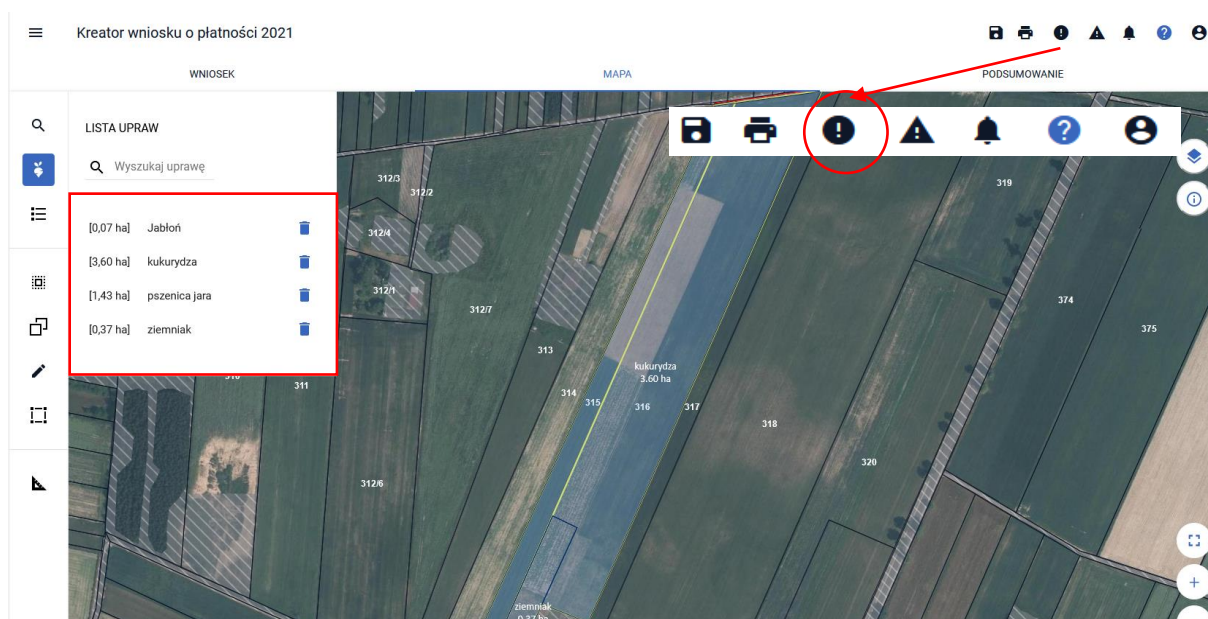 Kreator wniosku o płatności 2021
WNIOSEK
MAPA
PODSUMOWANIE
LISTA UPRAW
Wyszukaj uprawę
[0,07 ha] Jabłoń
[3,60 ha] kukurydza
[1,43 ha] pszenica jara
[0,37 ha] ziemniak
312/3
312/2
319
312/4
312/1
312/7
374
375
313
kukurydza
3.60 ha
311
314
315
316
317
318
320
312/6
ziemniak